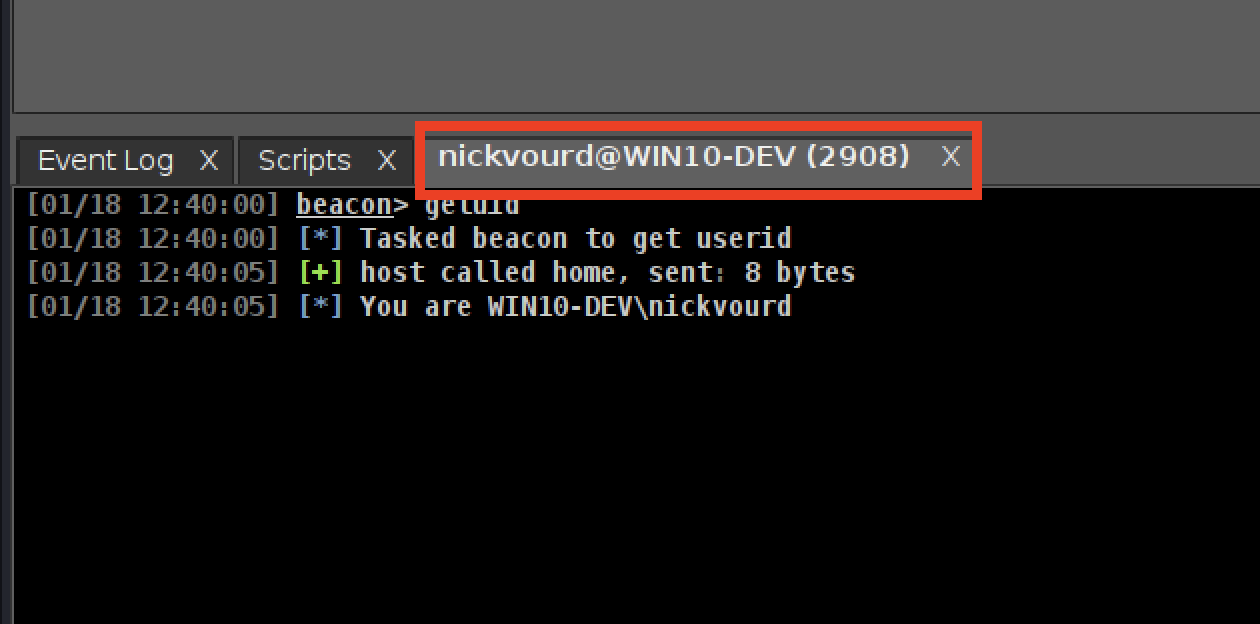 Event Log X Scripts X nickvourd@WIN10-DEV (2908) X
[01/18 12:40:00] beacon> getuid
[01/18 12:40:00] [*] Tasked beacon to get userid
[01/18 12:40:05] [+] host called home, sent: 8 bytes
[01/18 12:40:05] [*] You are WIN10-DEV\nickvourd